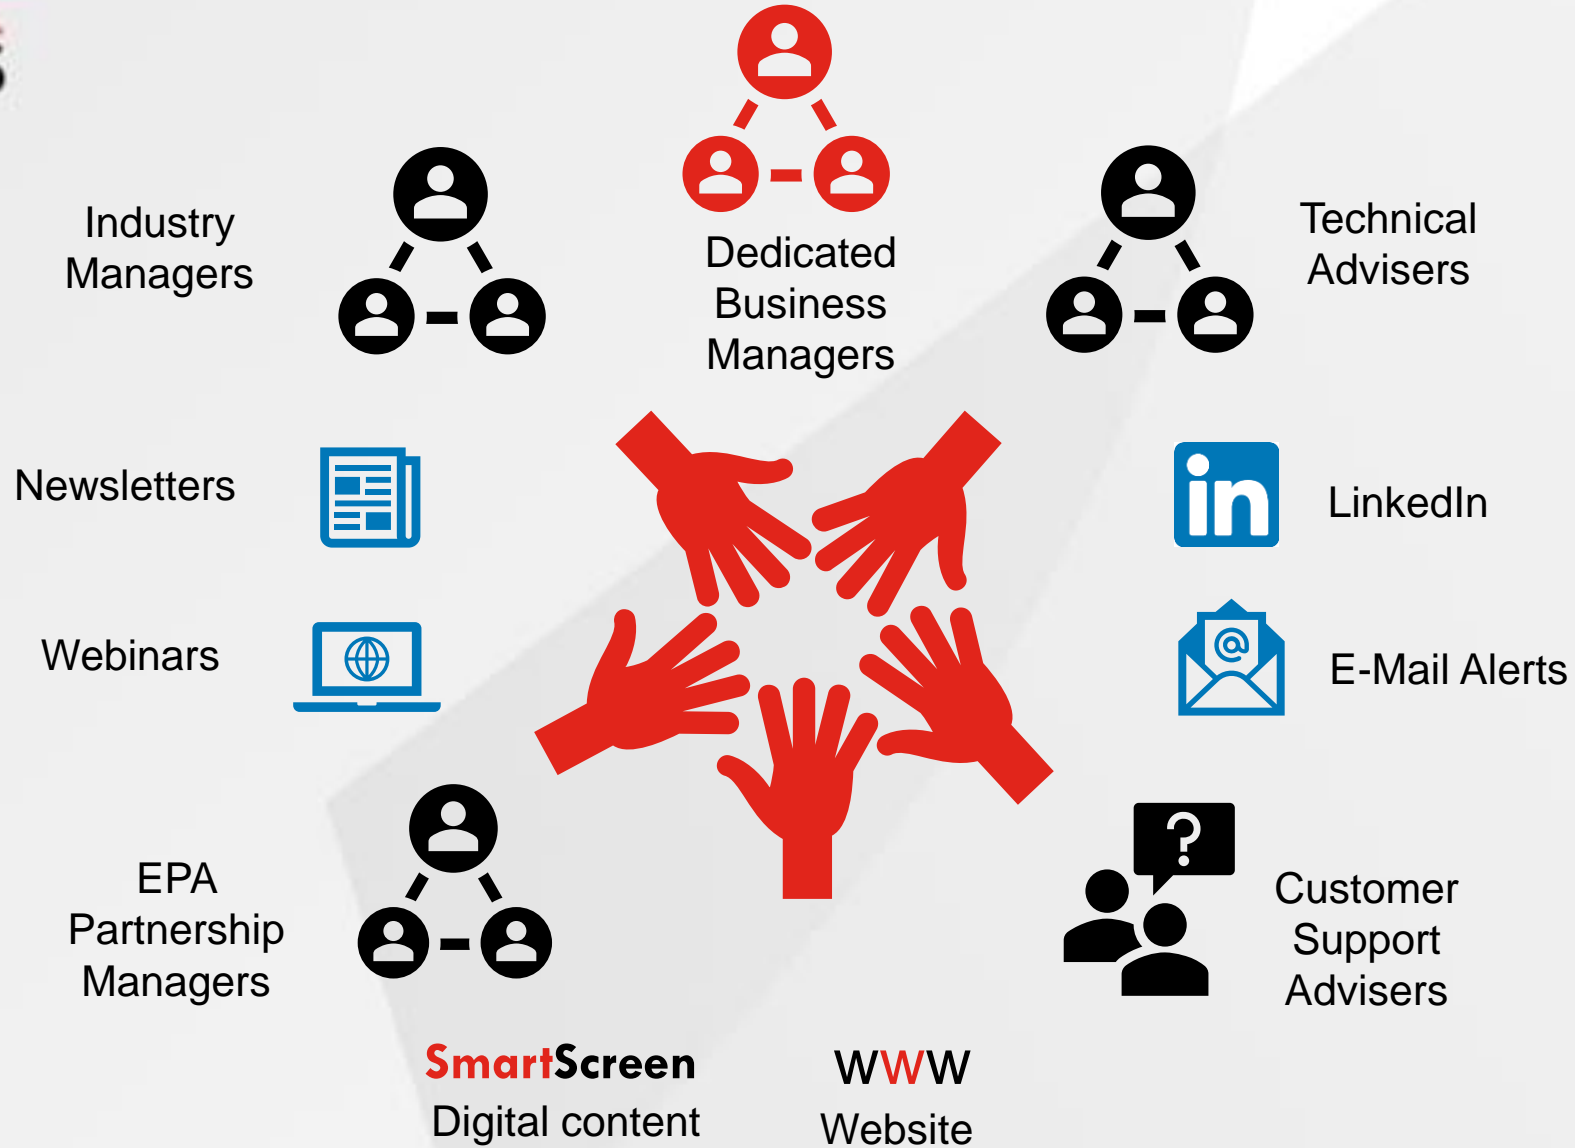 Dedicated
Business
Managers
Industry
Managers
Technical
Advisers
Newsletters
in
LinkedIn
Webinars
@
E-Mail Alerts
EPA
Partnership
Managers
?
Customer
Support
Advisers
SmartScreen
Digital content
www
Website